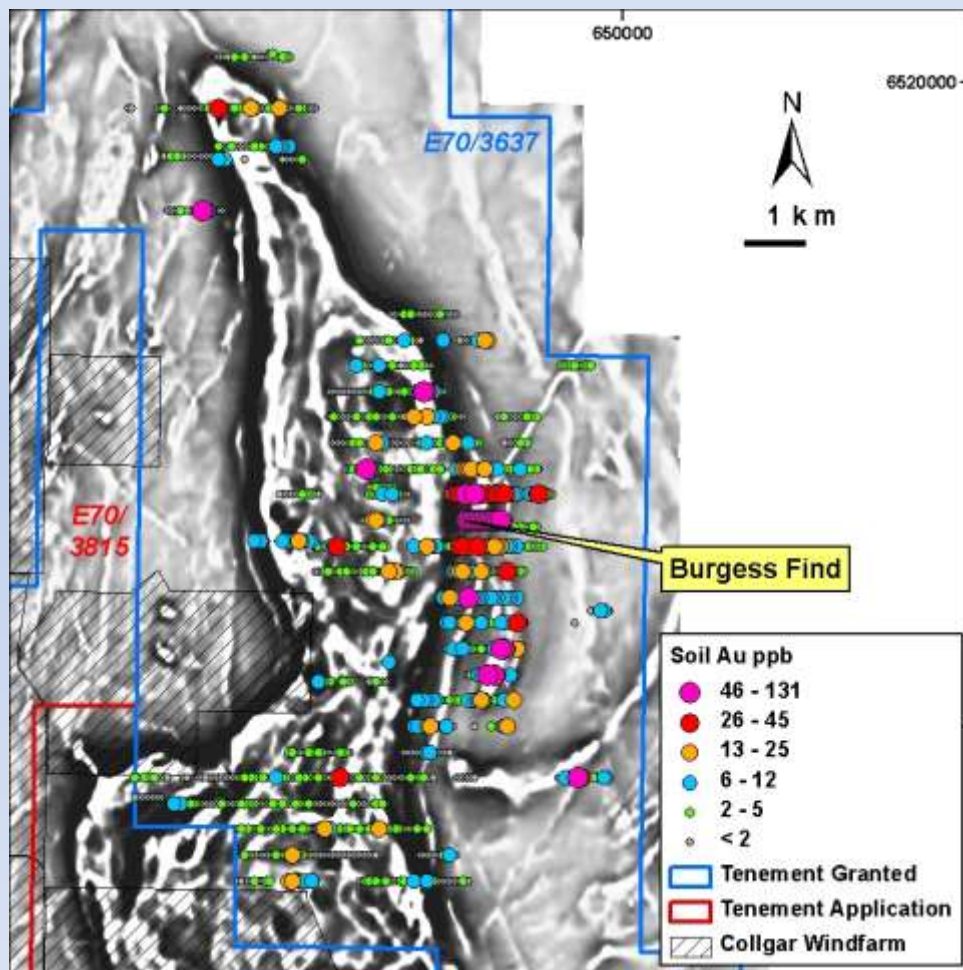 650000
6520000
N
E70/3637
1 km
E70/
3815
Burgess Find
Soil Au ppb
46 - 131
26 - 45
13 - 25
6 - 12
2 - 5
< 2
Tenement Granted
Tenement Application
Collgar Windfarm